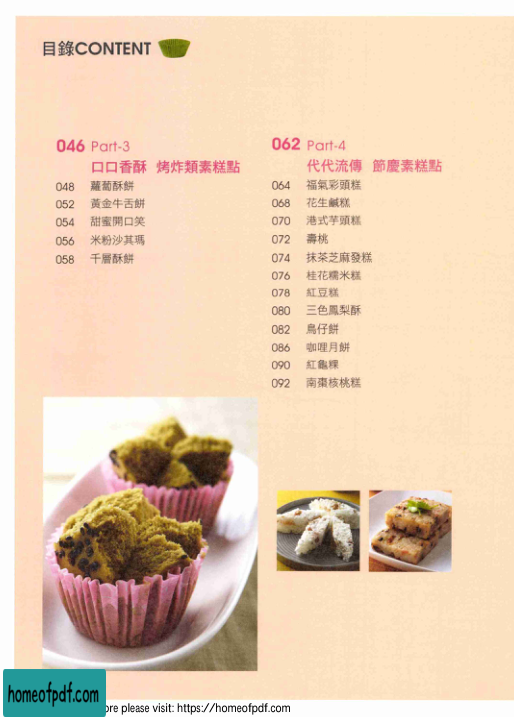 目錄CONTENT
046 Part-3
口口香酥 烤炸類素糕點
048 蘿蔔酥餅
052 黃金牛舌餅
054 甜蜜開口笑
056 米粉沙其瑪
058 千層酥餅
062 Part-4
代代流傳 節慶素糕點
064 福氣彩頭糕
068 花生鹹糕
070 港式芋頭糕
072 壽桃
074 抹茶芝麻發糕
076 桂花糯米糕
078 紅豆糕
080 三色鳳梨酥
082 鳥仔餅
086 咖哩月餅
090 紅龜粿
092 南棗核桃糕
homeofpdf.com
ore please visit: https://homeofpdf.com